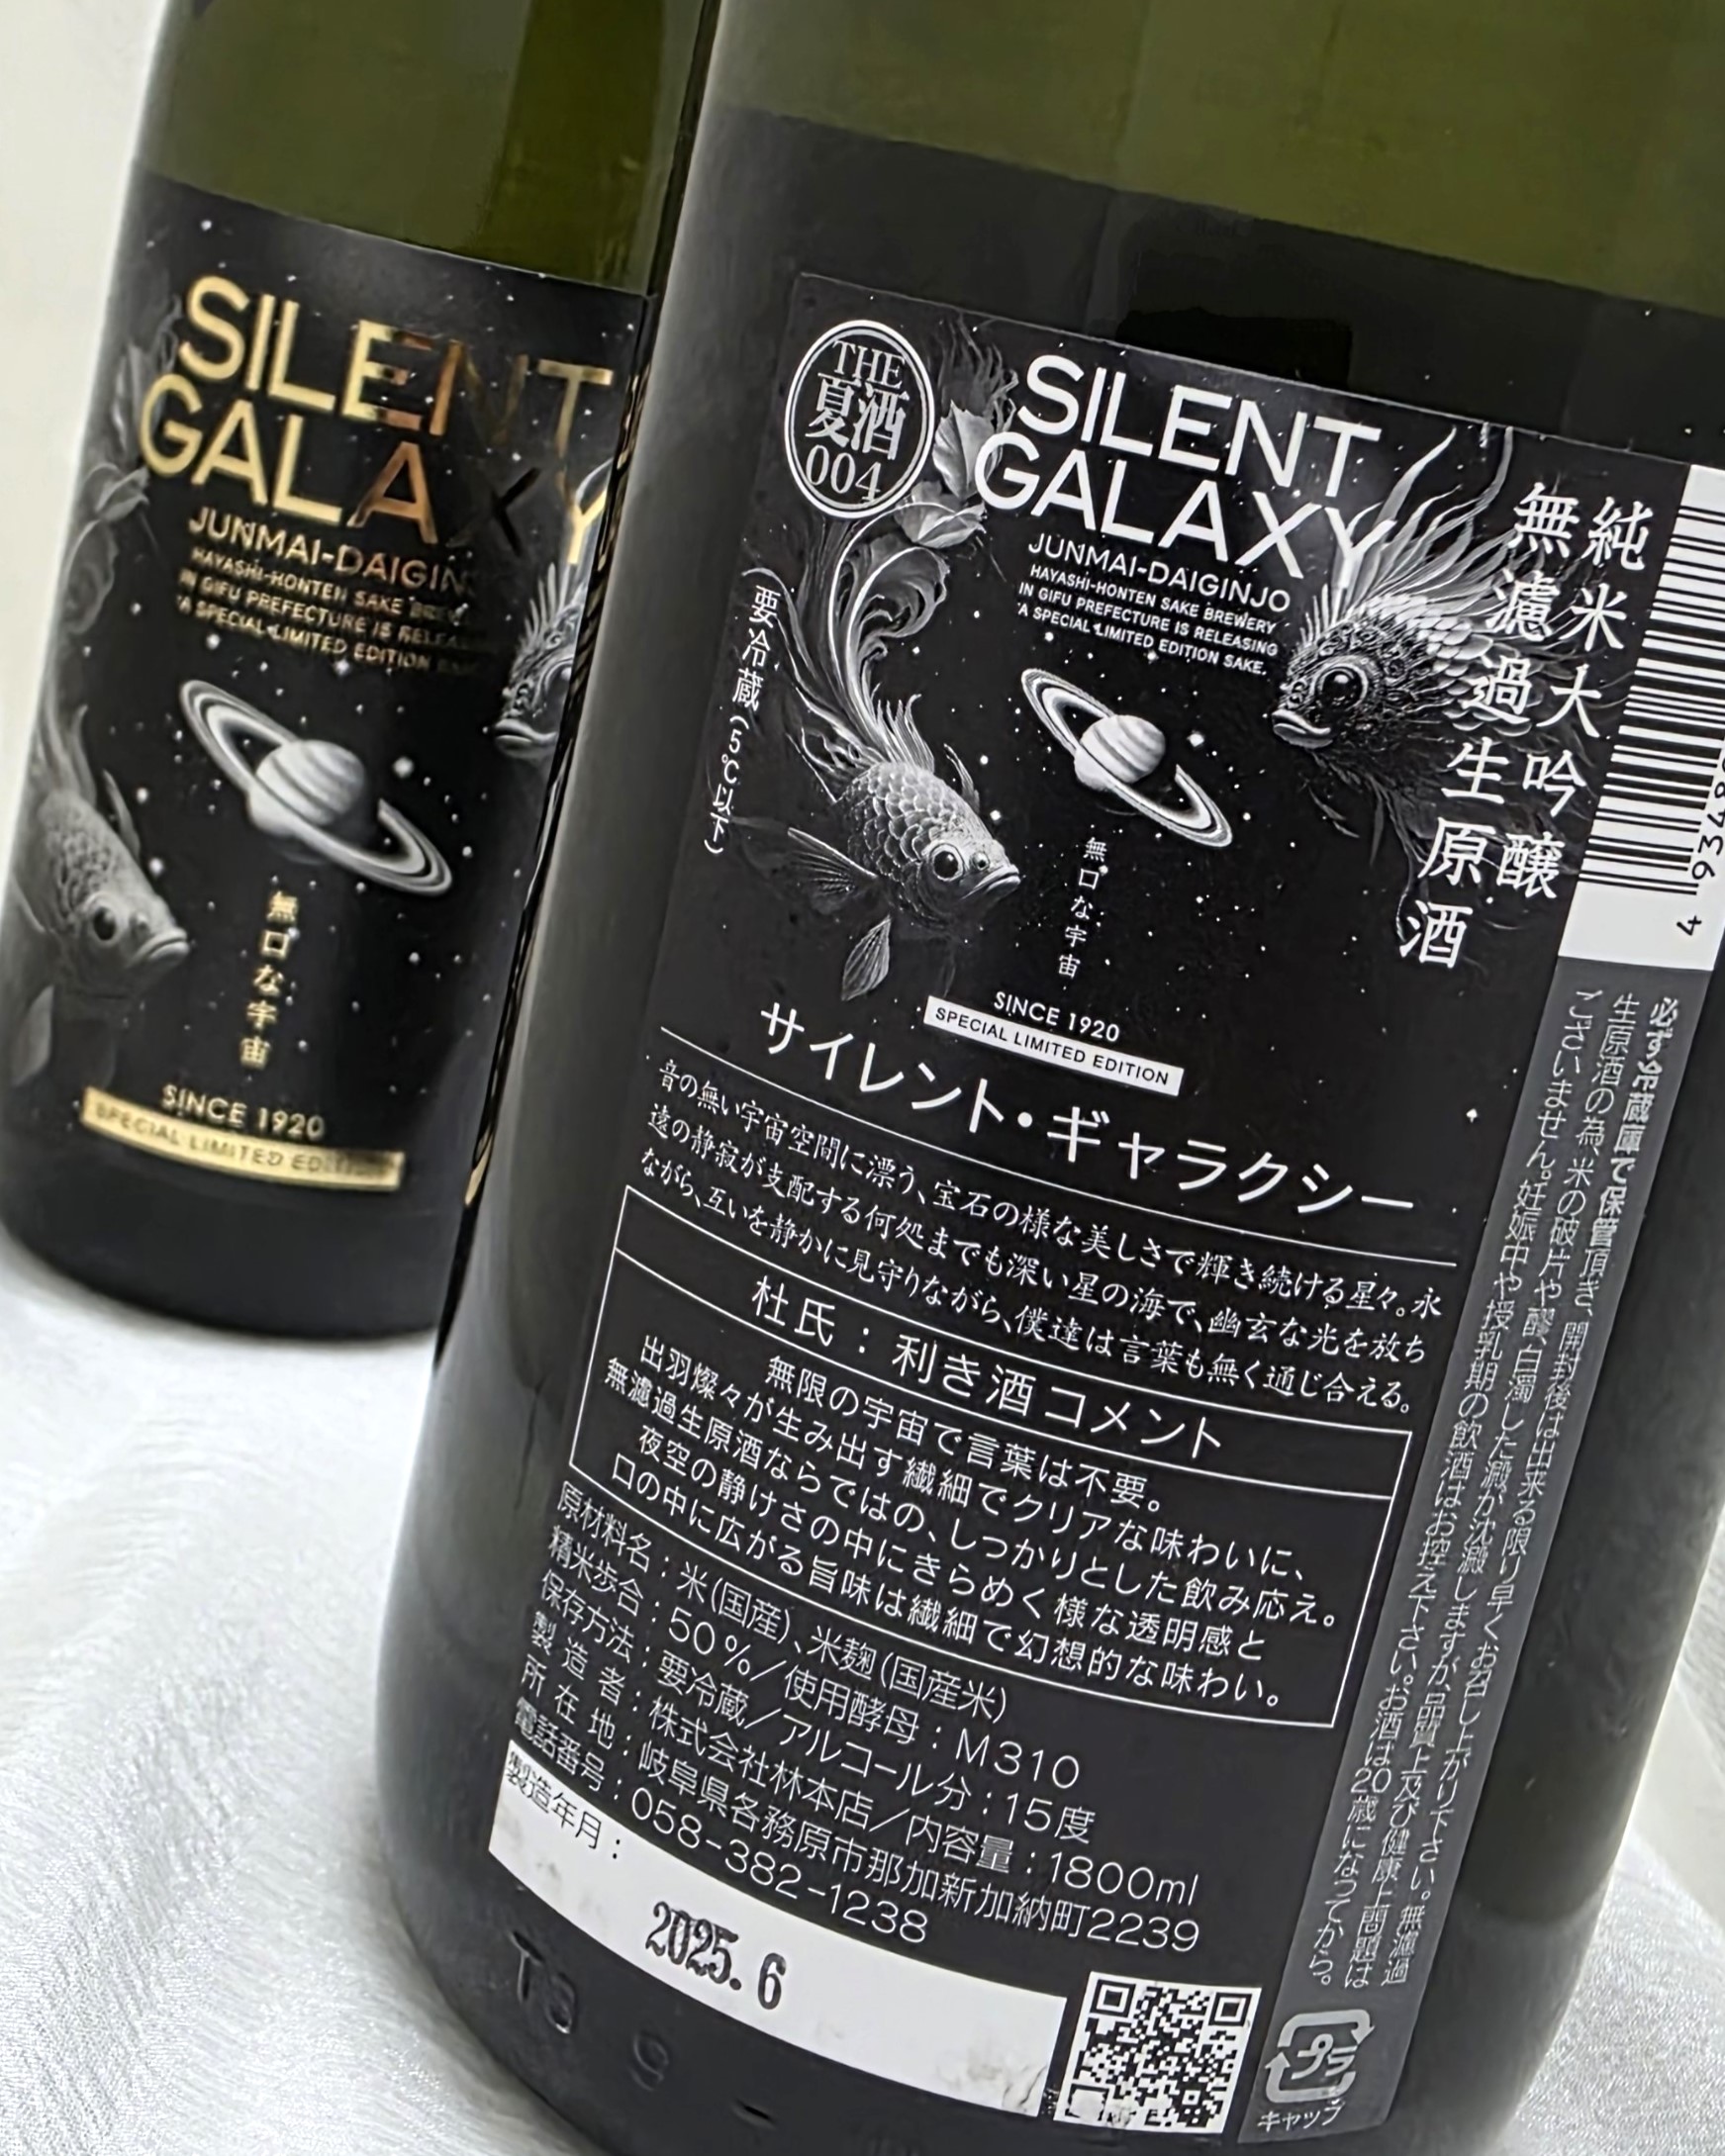 SILENT
GALAXY
JUNMAI-DAIGIN
HAYASHI-HONTEN SAKE
IN GIFU PREFECTURE IS
'A SPECIAL LIMITED EDITION
無口な宇宙
SINCE 1920
SPECIAL LIMITED
THE
夏酒
004
SILENT
GALAXY
JUNMAI-DAIGINJO
HAYASHI-HONTEN SAKE BREWERY
IN GIFU PREFECTURE IS RELEASING
'A SPECIAL LIMITED EDITION SAKE.
純米大吟醸
無濾過生原酒
要冷蔵(5℃以下)
無口な宇宙
SINCE 1920
SPECIAL LIMITED EDITION
サイレント・ギャラクシー
音の無い宇宙空間に漂う、宝石の様な美しさで輝き続ける星々。永
遠の静寂が支配する何処までも深い星の海で、幽玄な光を放ち
ながら、互いを静かに見守りながら、僕達は言葉も無く通じ合える。
杜氏:利き酒コメント
無限の宇宙で言葉は不要。
出羽燦々が生み出す繊細でクリアな味わいに、
無濾過生原酒ならではの、しっかりとした飲み応え。
夜空の静けさの中にきらめく様な透明感と
口の中に広がる旨味は繊細で幻想的な味わい。
原材料名:米(国産)、米麹(国産米)
精米歩合:50%/使用酵母:M310
保存方法:要冷蔵/アルコール分:15度
製造者:株式会社林本店/内容量:1800ml
所在地:岐阜県各務原市那加新加納町2239
電話番号:058-382-1238
製造年月:
2025.6
必ず冷蔵庫で保管頂き、開封後は出来る限り早くお召し上がり下さい。無濾過
生原酒の為、米の破片や醪、白濁した澱が沈澱しますが、品質上及び健康上問題は
ございません。妊娠中や授乳期の飲酒はお控え下さい。お酒は20歳になってから。
プラ
キャップ